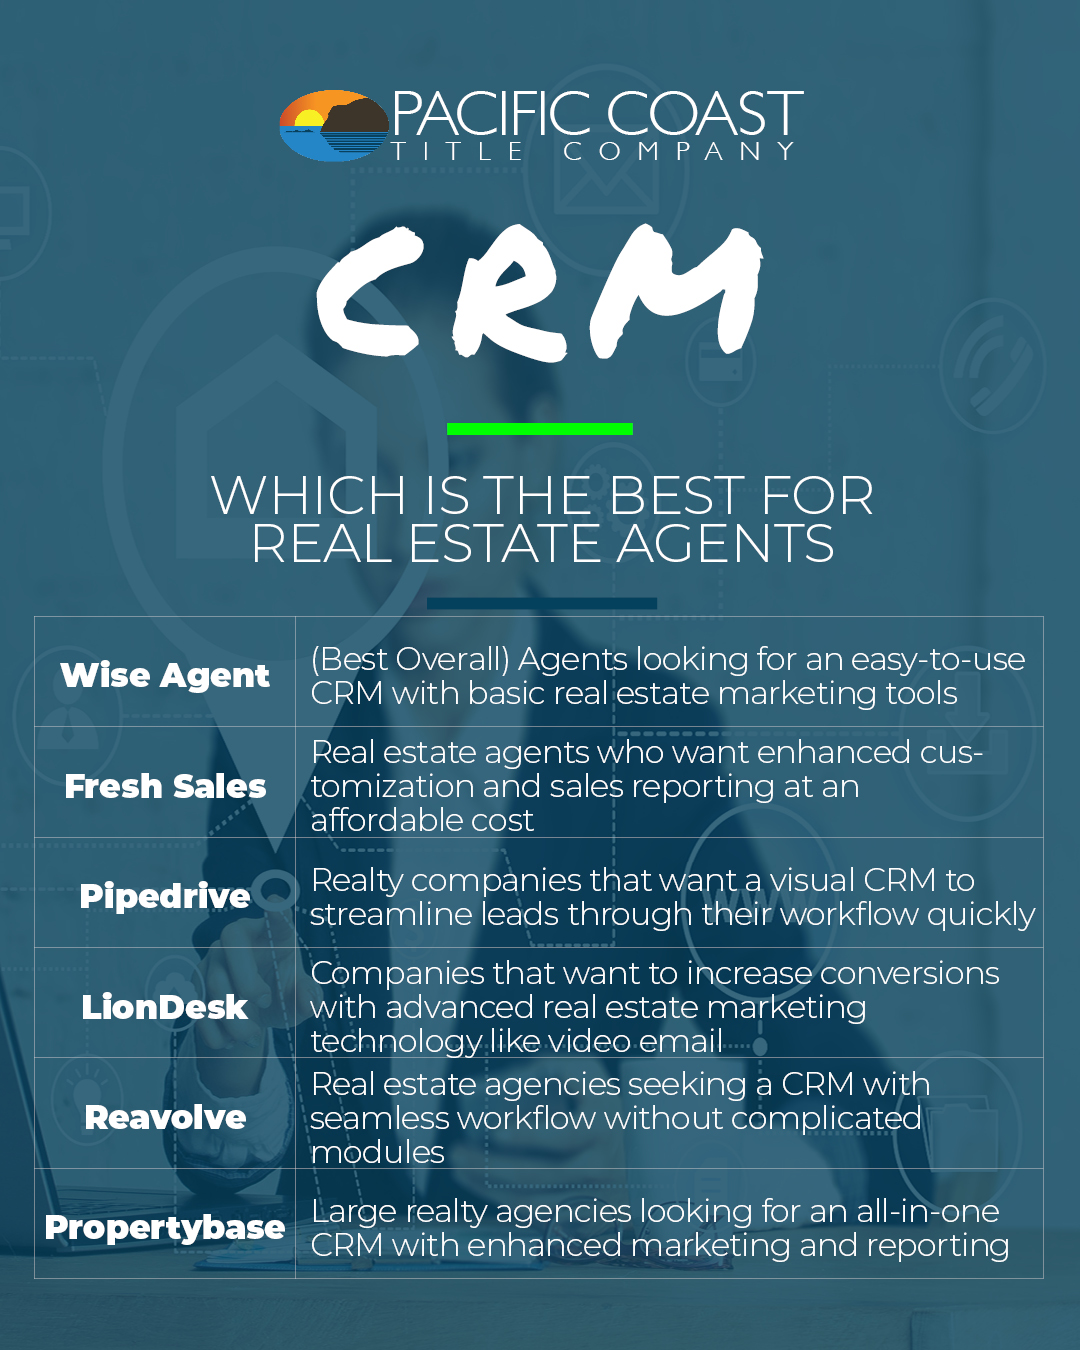 PACIFIC COAST
TITLE COMPANY
CRM
WHICH IS THE BEST FOR
REAL ESTATE AGENTS
Wise Agent
(Best Overall) Agents looking for an easy-to-use
CRM with basic real estate marketing tools
Fresh Sales
Real estate agents who want enhanced cus-
tomization and sales reporting at an
affordable cost
Pipedrive
Realty companies that want a visual CRM to
streamline leads through their workflow quickly
LionDesk
Companies that want to increase conversions
with advanced real estate marketing
technology like video email
Reavolve
Real estate agencies seeking a CRM with
seamless workflow without complicated
modules
Propertybase
Large realty agencies looking for an all-in-one
CRM with enhanced marketing and reporting